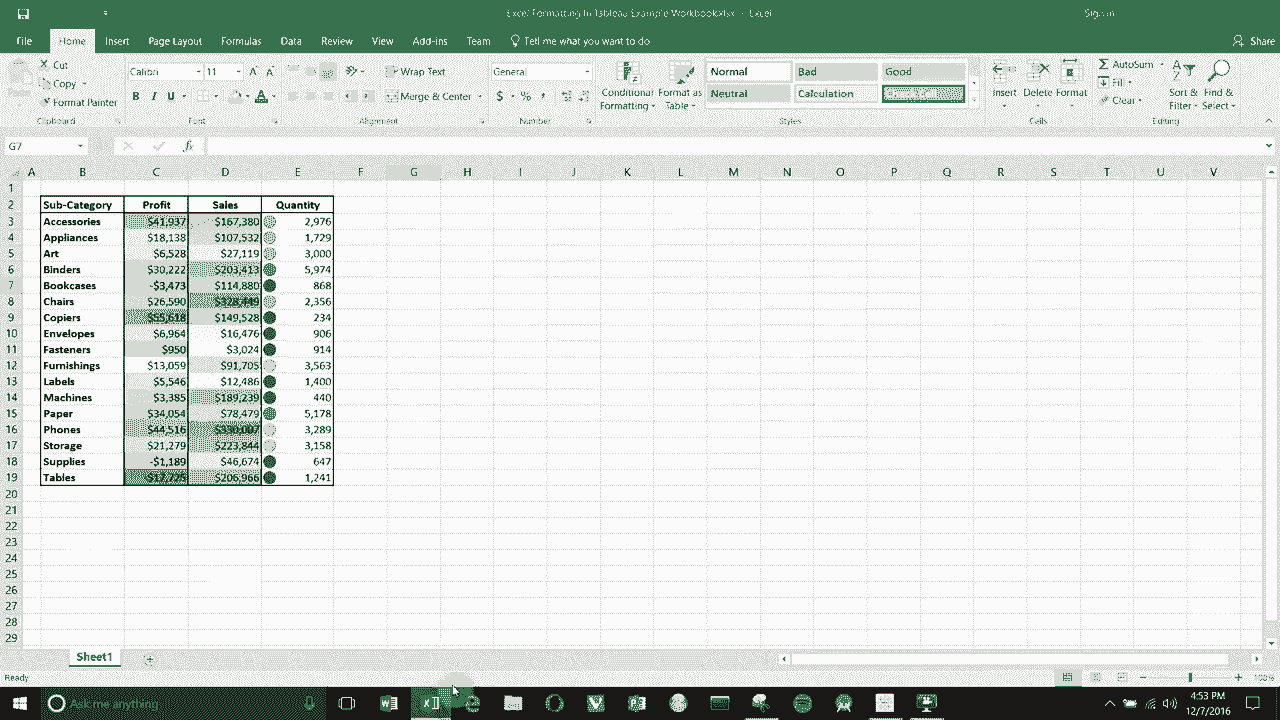 Excel Formatting in Tableau Example Workbook.xlsx - Excel
Sign in
File Home Insert Page Layout Formulas Data Review View Add-ins Team Tell me what you want to do Share
Cut
Copy
Format Painter
Clipboard
Calibri 11
B I U
Font
Wrap Text
Merge & Center
Alignment
General
$ % ,
Number
Conditional Formatting
Format as Table
Normal Bad Good
Neutral Calculation
Styles
Insert Delete Format
Cells
AutoSum
Fill
Clear
Sort & Filter
Find & Select
Editing
G7 fx
A B C D E F G H I J K L M N O P Q R S T U V
1
2 Sub-Category Profit Sales Quantity
3 Accessories $41,937 $167,380 2,976
4 Appliances $18,138 $107,532 1,729
5 Art $6,528 $27,119 3,000
6 Binders $30,222 $203,413 5,974
7 Bookcases -$3,473 $114,880 868
8 Chairs $26,590 $328,449 2,356
9 Copiers $55,618 $149,528 234
10 Envelopes $6,964 $16,476 906
11 Fasteners $950 $3,024 914
12 Furnishings $13,059 $91,705 3,563
13 Labels $5,546 $12,486 1,400
14 Machines $3,385 $189,239 440
15 Paper $34,054 $78,479 5,178
16 Phones $44,516 3,289
17 Storage $21,279 $223,844 3,158
18 Supplies -$1,189 $46,674 647
19 Tables $206,966 1,241
20
21
22
23
24
25
26
27
28
29
Sheet1
Ready 100%
Ask me anything
4:53 PM
12/7/2016